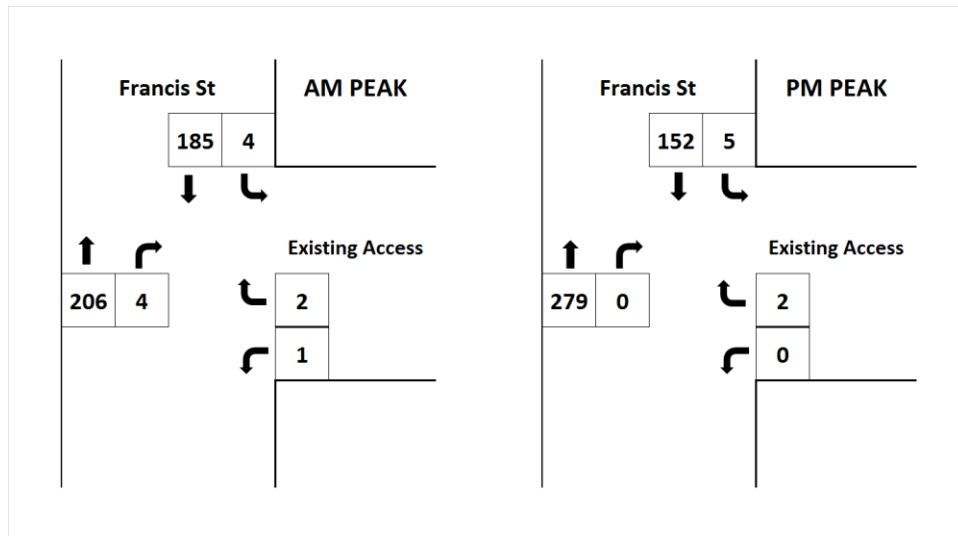 Francis St
AM PEAK
185 4
206 4
Existing Access
2
1
Francis St
PM PEAK
152 5
279 0
Existing Access
2
0